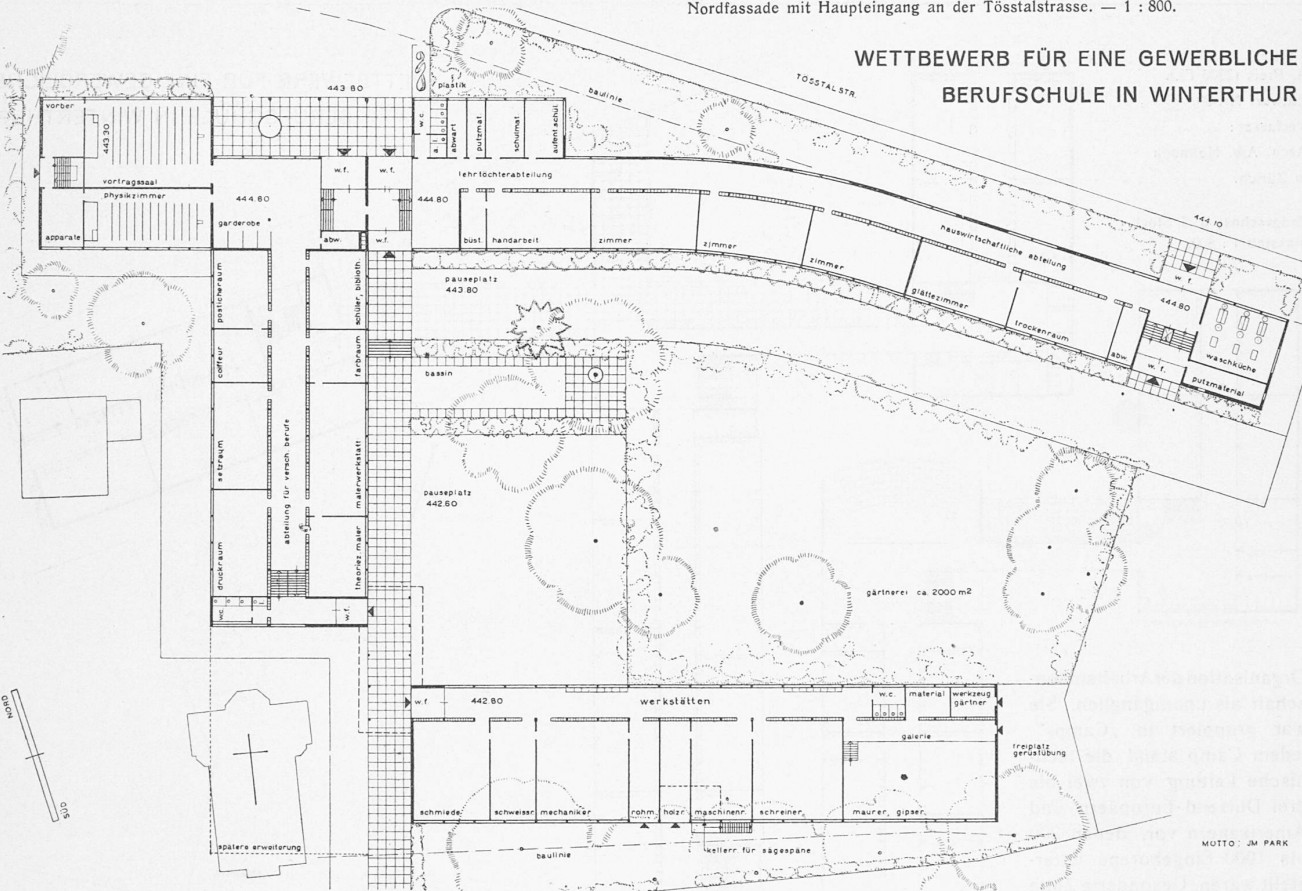 Nordfassade mit Haupteingang an der Tösstalstrasse. — 1 : 800.
WETTBEWERB FÜR EINE GEWERBLICHE
BERUFSCHULE IN WINTERTHUR
TÖSSTALSTR.
baulinie
plastik
443 80
vorber
443.30
vortragssaal
physikzimmer
apparate
444.60
garderobe
w.f.
w.f.
abw.
w.f.
444.80
w.c.
a.
abwart
putzmat.
schulmat.
aufent. schül.
lehrtöchterabteilung
büst.
handarbeit
zimmer
zimmer
zimmer
glättezimmer
trockenraum
abw
hauswirtschaftliche abteilung
444.10
w.f.
444.80
w.f.
waschküche
putzmaterial
posticheraum
coiffeur
setzraum
druckraum
abteilung für versch. berufe
schüler, biblioth.
farbraum
malerwerkstatt
theoriez. maler
w.c.
w.f.
pauseplatz
443.80
bassin
pauseplatz
442.60
gärtnerei ca. 2000 m²
w.f
442.80
werkstätten
w.c.
material
werkzeug
gärtner
galerie
freiplatz
gerüstübung
schmiede
schweissr.
mechaniker
rohm.
holzr.
maschinenr.
schreiner
maurer, gipser.
baulinie
kellerr für sägespäne
spätere erweiterung
NORD
SÜD
MOTTO: JM PARK